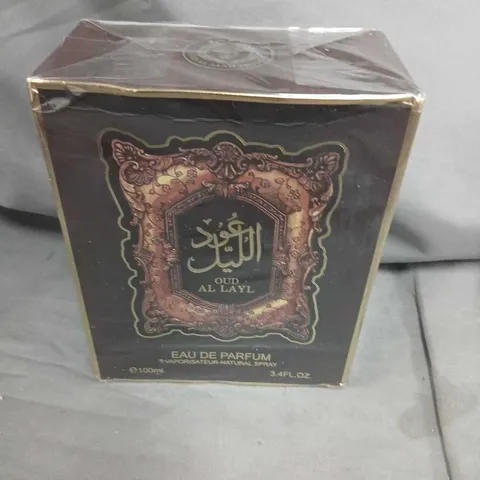 عود
الليل
OUD
AL LAYL
EAU DE PARFUM
VAPORISATEUR-NATURAL SPRAY
℮100ml
3.4FL.OZ